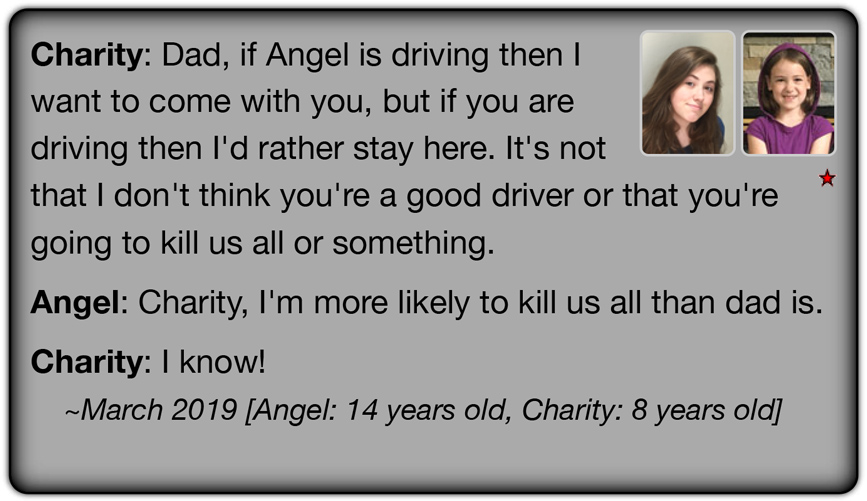 Charity: Dad, if Angel is driving then I
want to come with you, but if you are
driving then I'd rather stay here. It's not
that I don't think you're a good driver or that you're
going to kill us all or something.
Angel: Charity, I'm more likely to kill us all than dad is.
Charity: I know!
~March 2019 [Angel: 14 years old, Charity: 8 years old]